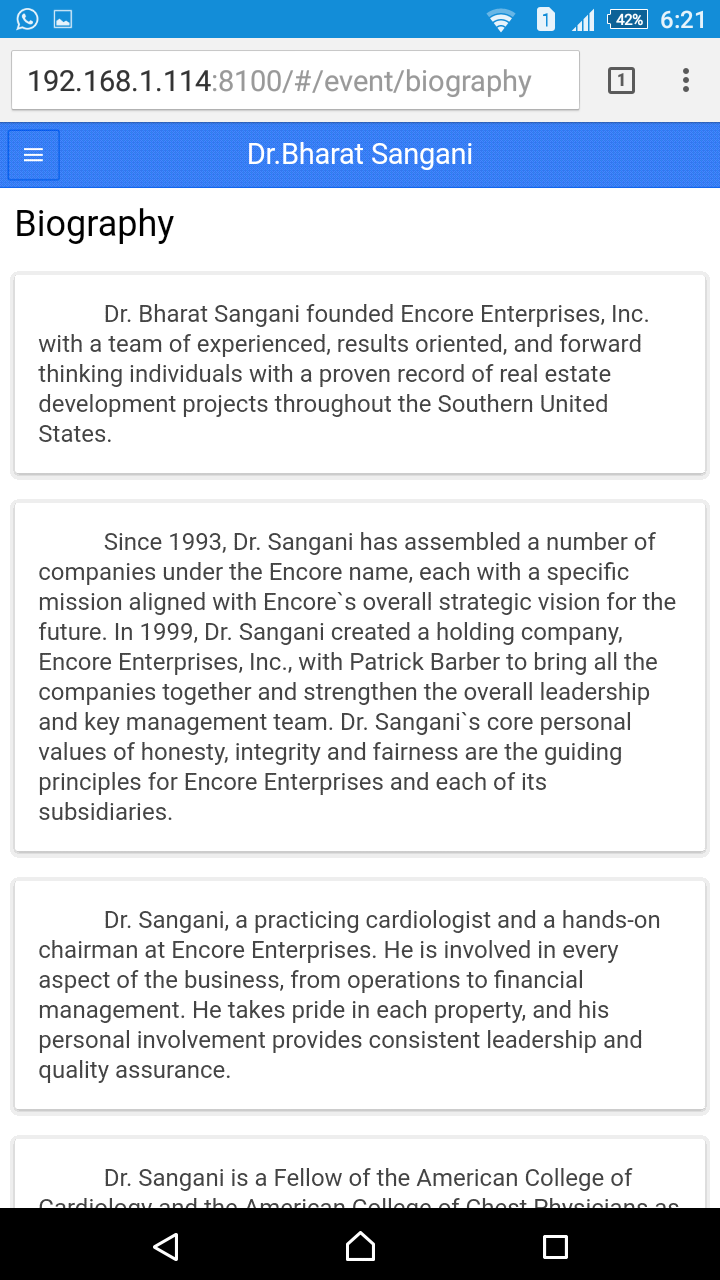 1 42% 6:21
192.168.1.114:8100/#/event/biography 1
Dr.Bharat Sangani
Biography
Dr. Bharat Sangani founded Encore Enterprises, Inc.
with a team of experienced, results oriented, and forward
thinking individuals with a proven record of real estate
development projects throughout the Southern United
States.
Since 1993, Dr. Sangani has assembled a number of
companies under the Encore name, each with a specific
mission aligned with Encore`s overall strategic vision for the
future. In 1999, Dr. Sangani created a holding company,
Encore Enterprises, Inc., with Patrick Barber to bring all the
companies together and strengthen the overall leadership
and key management team. Dr. Sangani`s core personal
values of honesty, integrity and fairness are the guiding
principles for Encore Enterprises and each of its
subsidiaries.
Dr. Sangani, a practicing cardiologist and a hands-on
chairman at Encore Enterprises. He is involved in every
aspect of the business, from operations to financial
management. He takes pride in each property, and his
personal involvement provides consistent leadership and
quality assurance.
Dr. Sangani is a Fellow of the American College of
Cardiology and the American College of Chest Physicians as